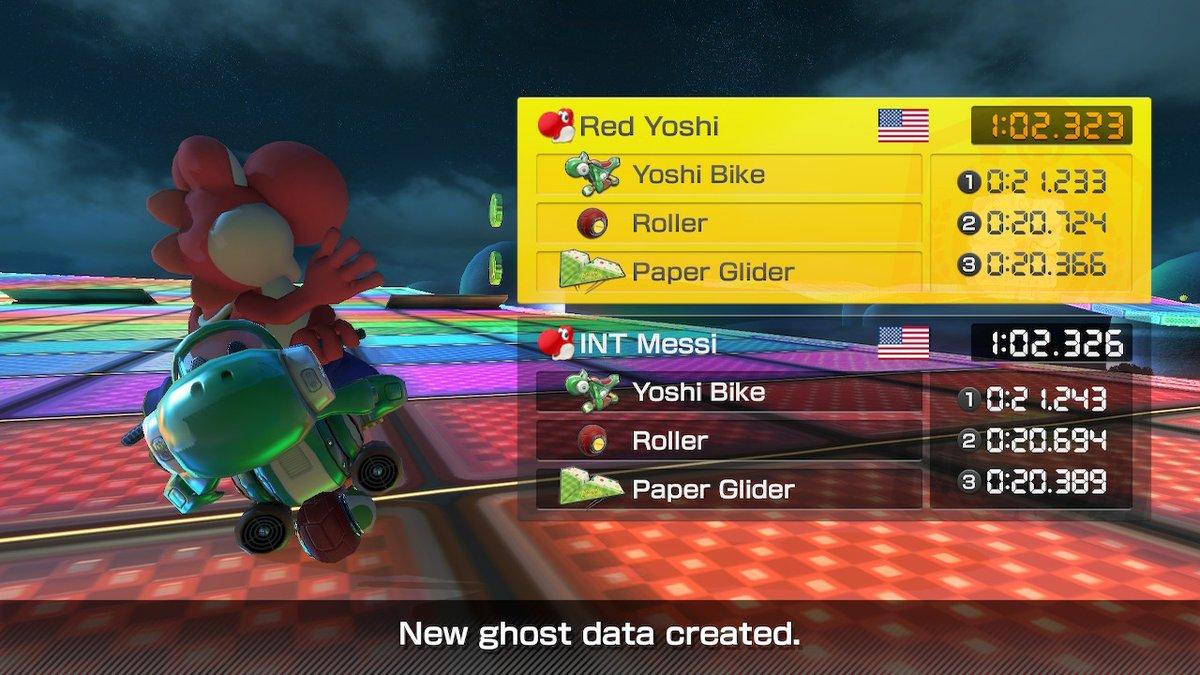 Red Yoshi 1:02.323
Yoshi Bike 1 0:21.233
Roller 2 0:20.724
Paper Glider 3 0:20.366
INT Messi 1:02.326
Yoshi Bike 1 0:21.243
Roller 2 0:20.694
Paper Glider 3 0:20.389
New ghost data created.